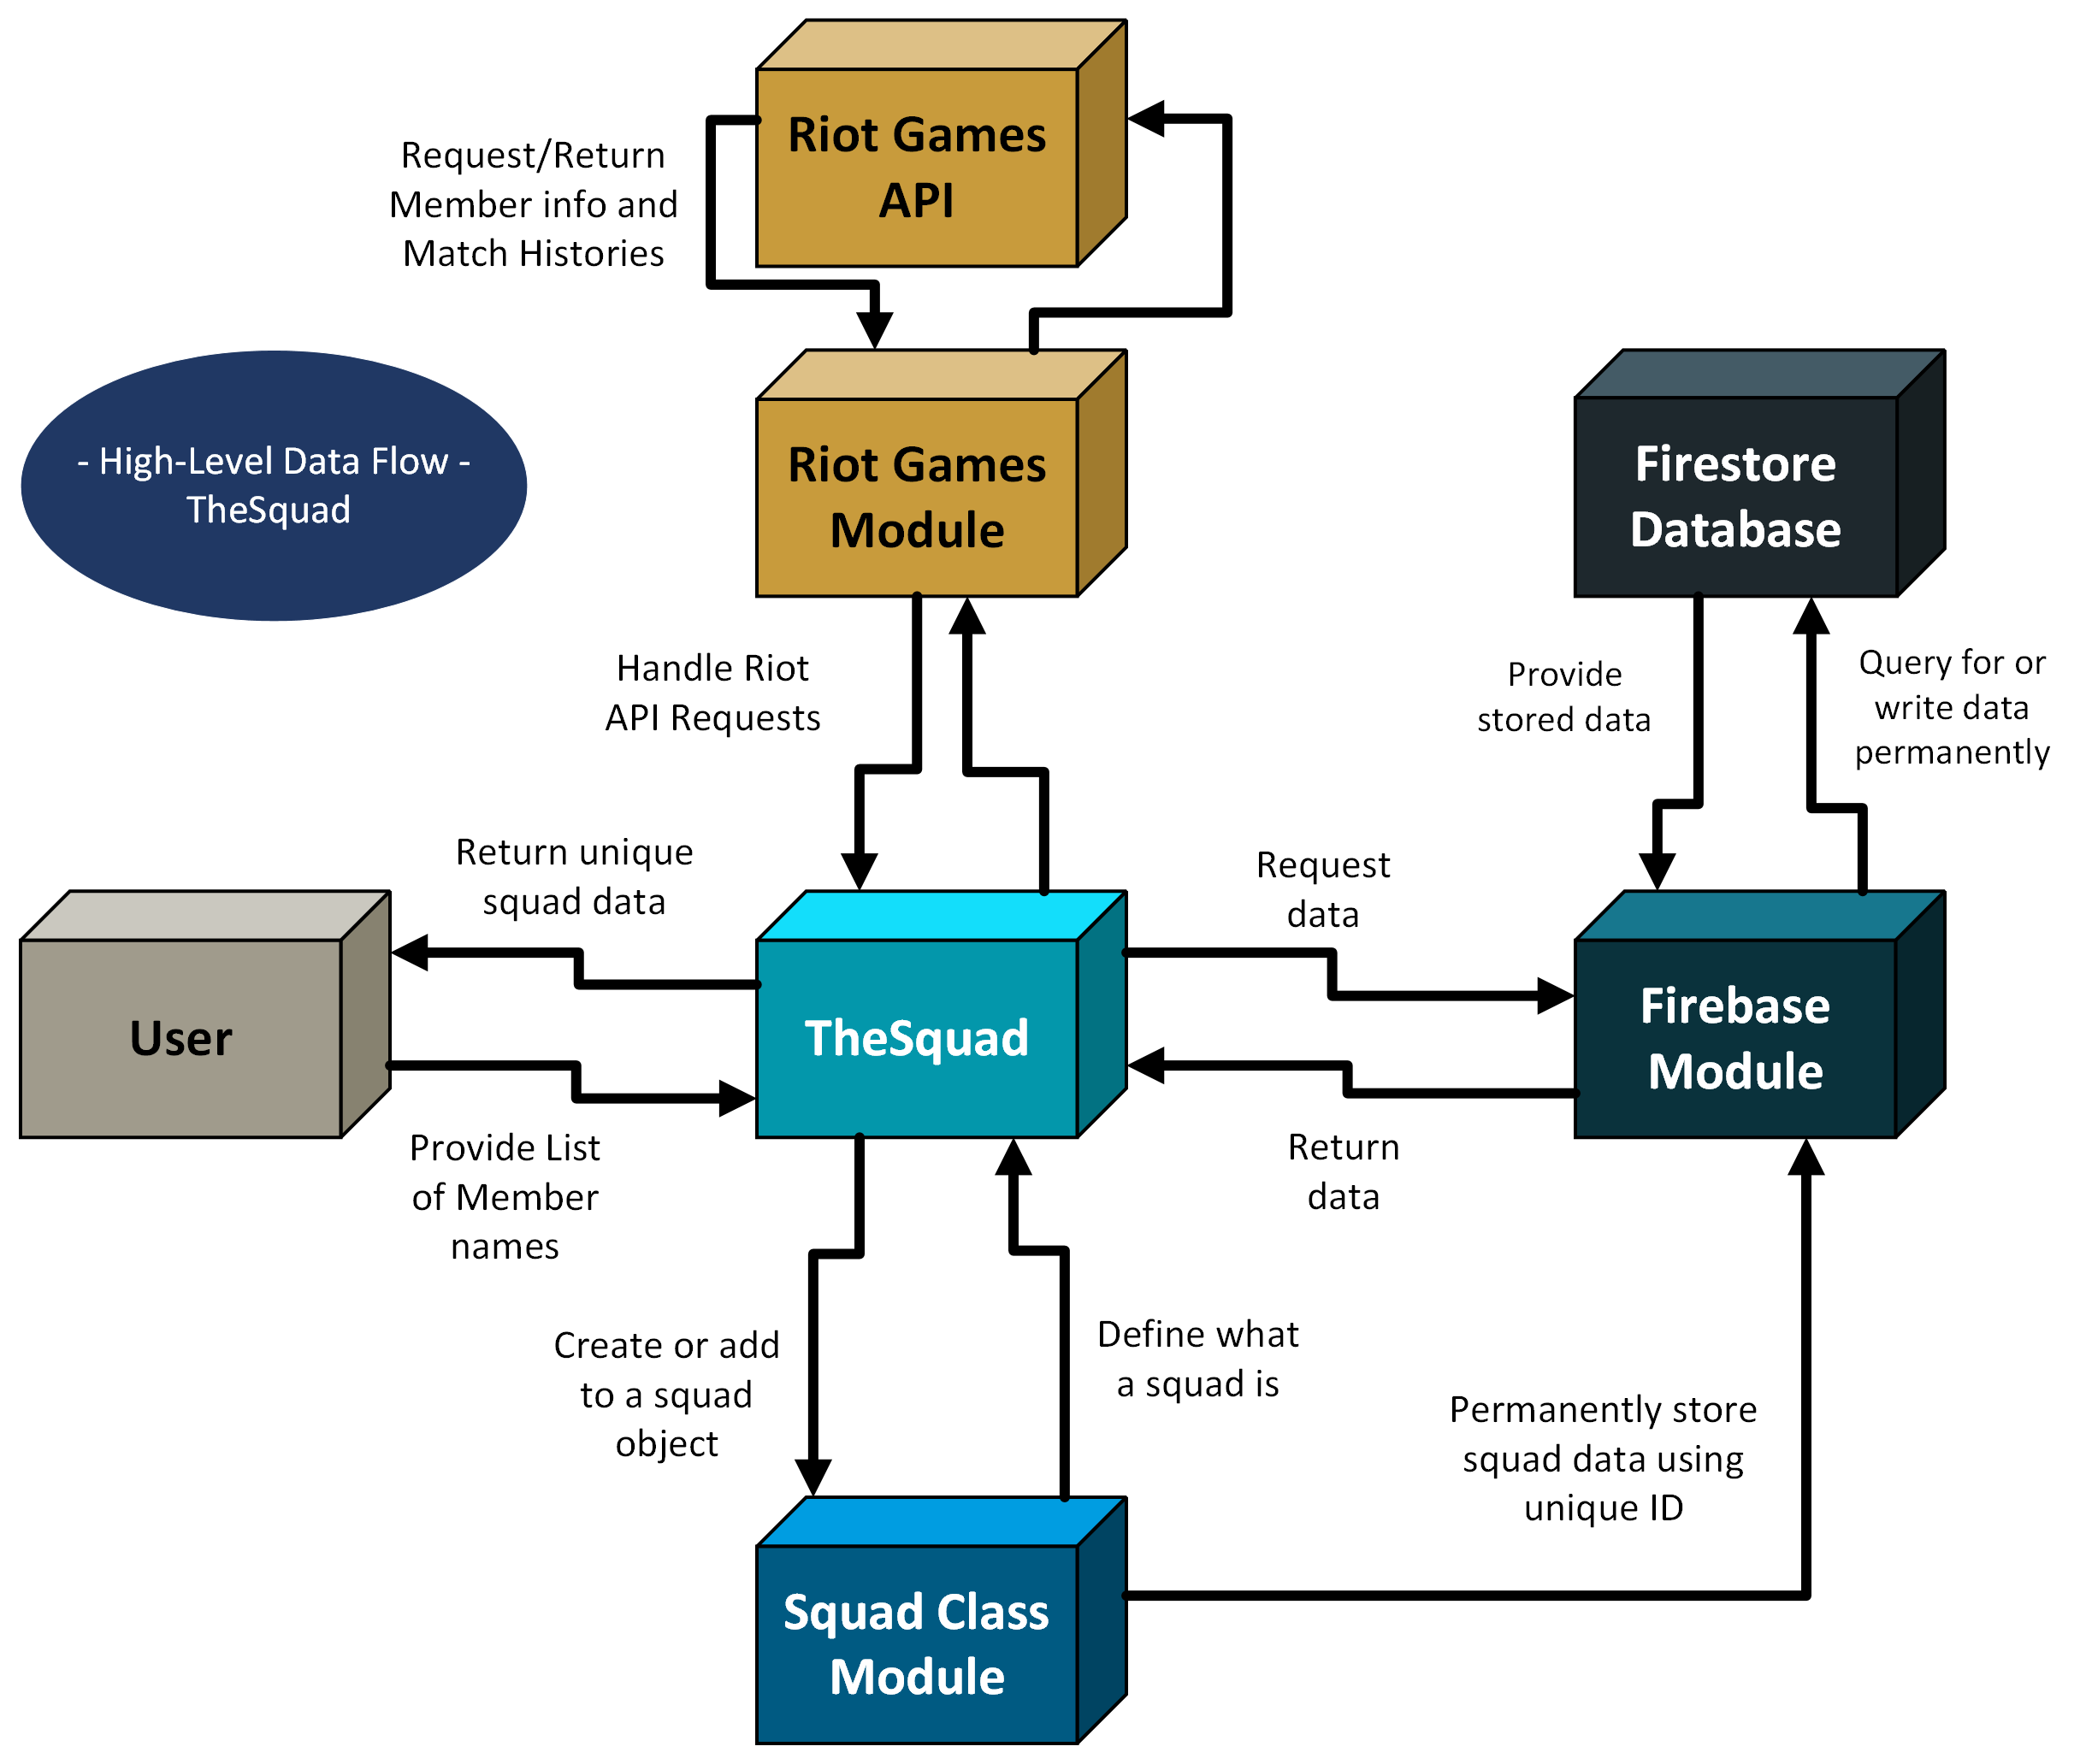 Riot Games
API
Request/Return
Member info and
Match Histories
- High-Level Data Flow -
TheSquad
Riot Games
Module
Firestore
Database
Handle Riot
API Requests
Provide
stored data
Query for or
write data
permanently
Return unique
squad data
Request
data
User
TheSquad
Firebase
Module
Provide List
of Member
names
Return
data
Create or add
to a squad
object
Define what
a squad is
Permanently store
squad data using
unique ID
Squad Class
Module